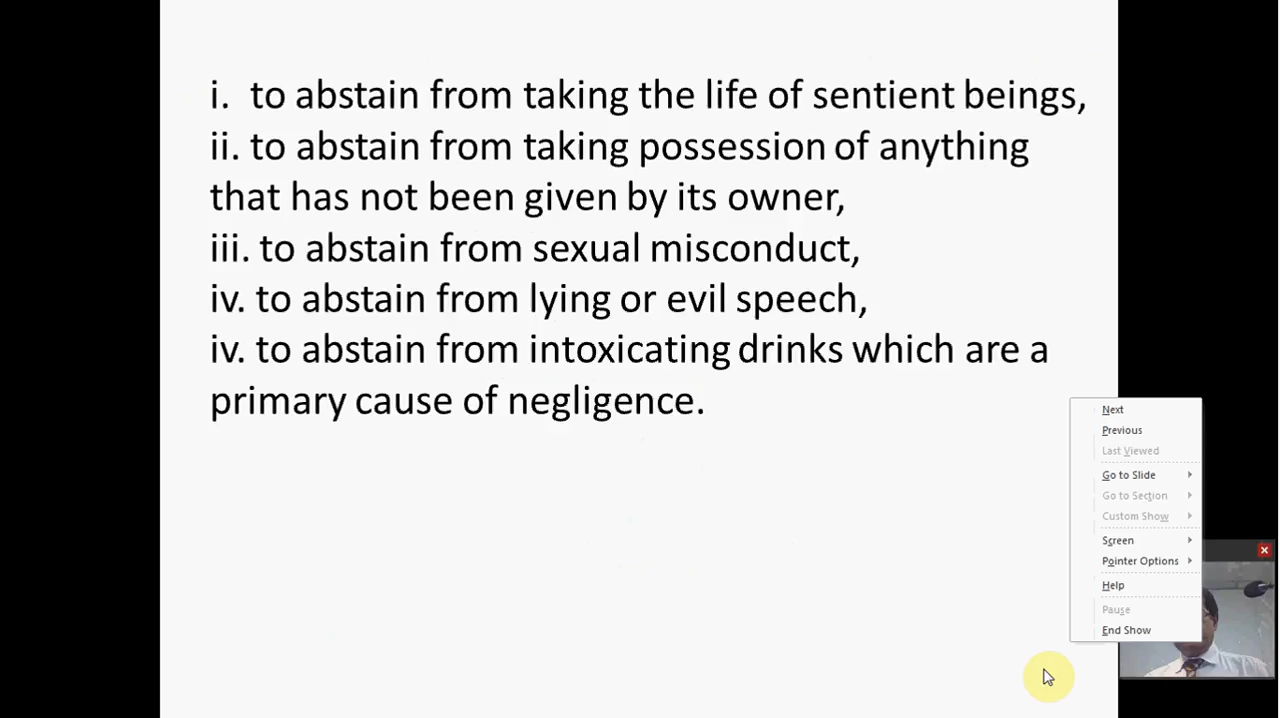 i. to abstain from taking the life of sentient beings,
ii. to abstain from taking possession of anything
that has not been given by its owner,
iii. to abstain from sexual misconduct,
iv. to abstain from lying or evil speech,
iv. to abstain from intoxicating drinks which are a
primary cause of negligence.
Next
Previous
Last Viewed
Go to Slide
Go to Section
Custom Show
Screen
Pointer Options
Help
Pause
End Show